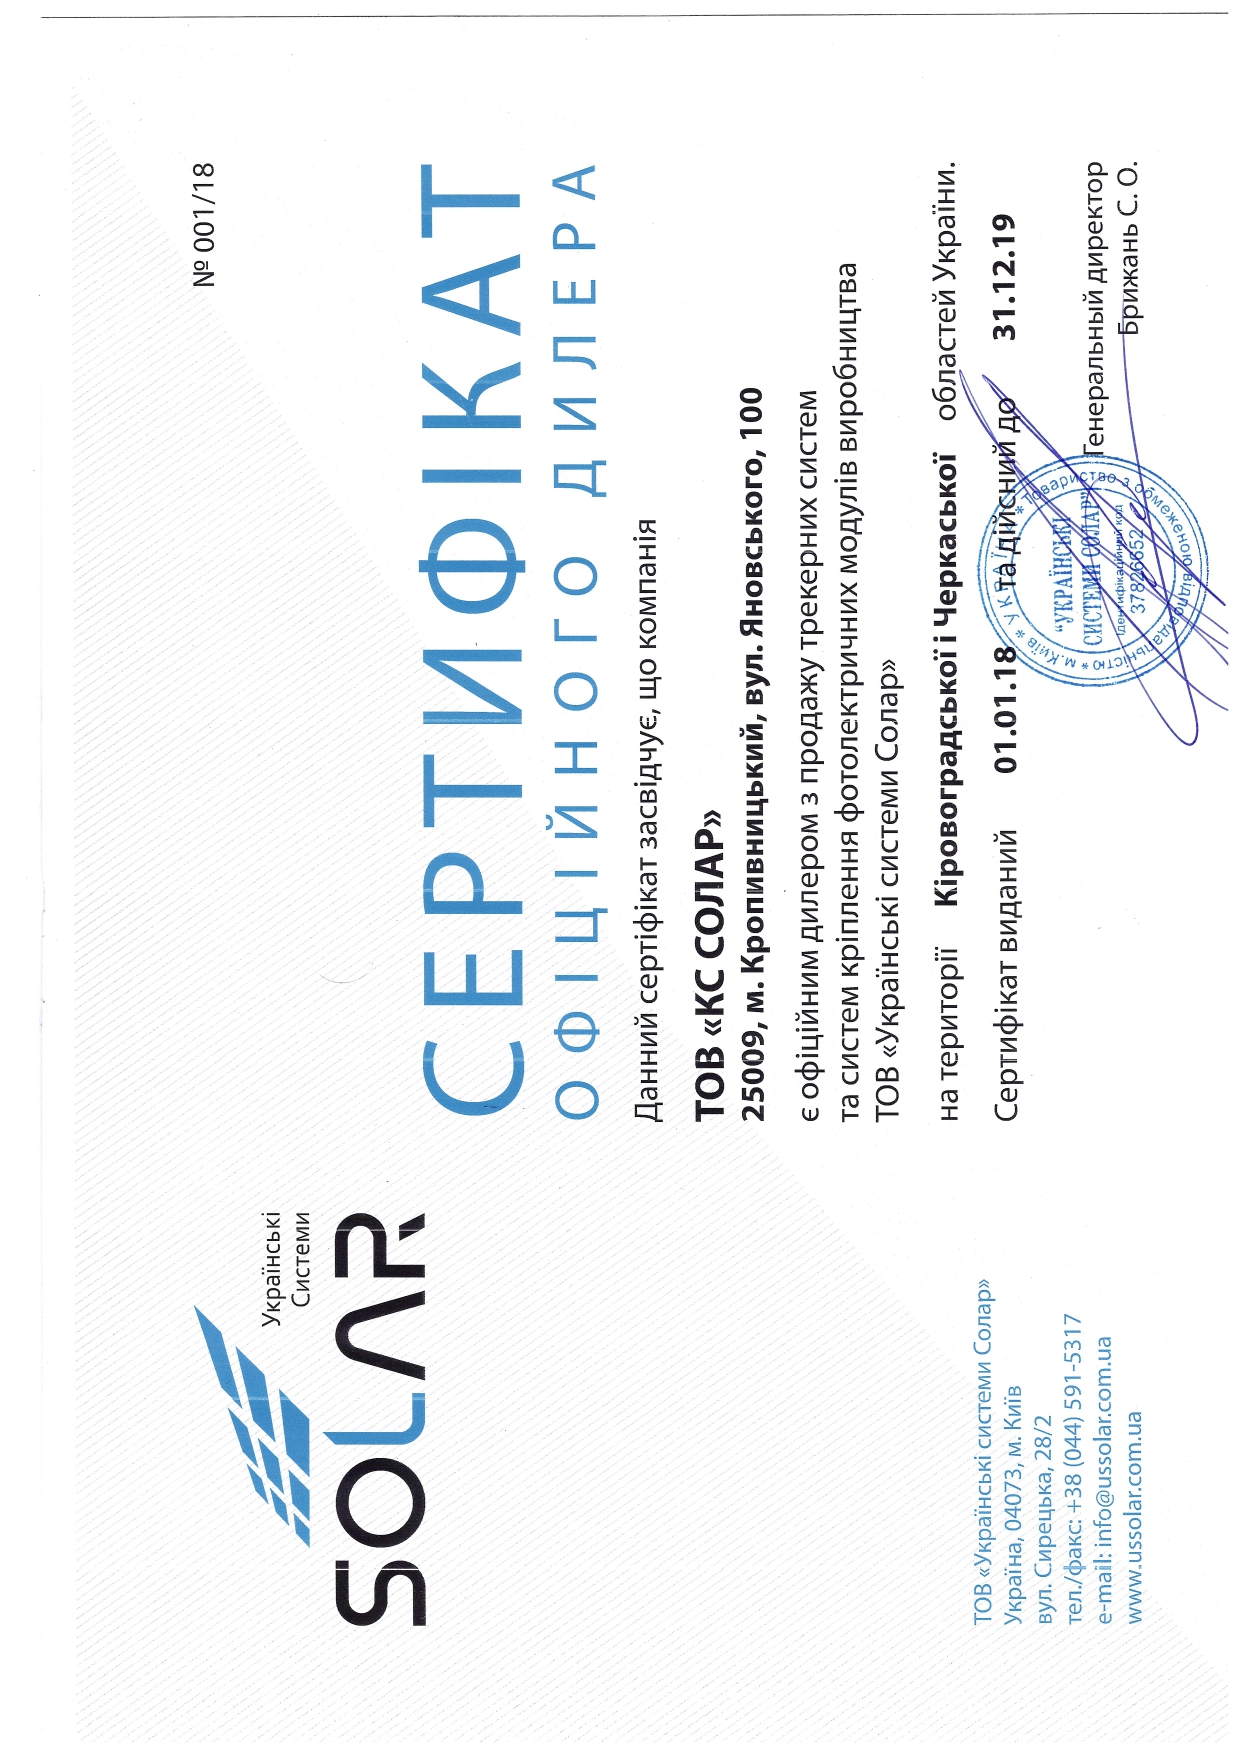 № 001/18
Українські
Системи
SOLAR
СЕРТИФІКАТ
ОФІЦІЙНОГО ДИЛЕРА
Данний сертіфікат засвідчує, що компанія
ТОВ «КС СОЛАР»
25009, м. Кропивницький, вул. Яновського, 100
є офіційним дилером з продажу трекерних систем
та систем кріплення фотолектричних модулів виробництва
ТОВ «Українські системи Солар»
на території Кіровоградської і Черкаської областей України.
Сертифікат виданий 01.01.18 та дійсний до 31.12.19
Генеральный директор
Брижань С. О.
* УКРАЇНА * Товариство з обмеженою відповідальністю * м.Київ
"УКРАЇНСЬКІ
СИСТЕМИ СОЛАР"
Ідентифікаційний код
37826652
ТОВ «Українські системи Солар»
Україна, 04073, м. Київ
вул. Сирецька, 28/2
тел./факс: +38 (044) 591-5317
e-mail: info@ussolar.com.ua
www.ussolar.com.ua